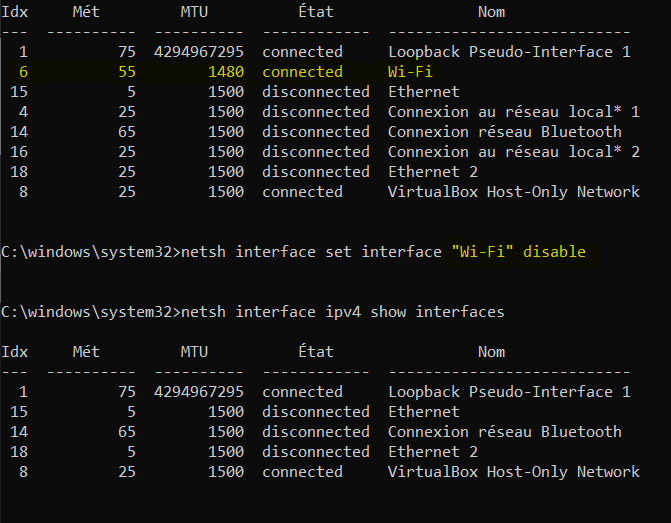 Idx     Mét         MTU          État                Nom
---  ----------  ----------  ------------  ---------------------------
  1          75  4294967295  connected     Loopback Pseudo-Interface 1
  6          55        1480  connected     Wi-Fi
 15           5        1500  disconnected  Ethernet
  4          25        1500  disconnected  Connexion au réseau local* 1
 14          65        1500  disconnected  Connexion réseau Bluetooth
 16          25        1500  disconnected  Connexion au réseau local* 2
 18          25        1500  disconnected  Ethernet 2
  8          25        1500  connected     VirtualBox Host-Only Network
C:\windows\system32>netsh interface set interface "Wi-Fi" disable
C:\windows\system32>netsh interface ipv4 show interfaces
Idx     Mét         MTU          État                Nom
---  ----------  ----------  ------------  ---------------------------
  1          75  4294967295  connected     Loopback Pseudo-Interface 1
 15           5        1500  disconnected  Ethernet
 14          65        1500  disconnected  Connexion réseau Bluetooth
 18           5        1500  disconnected  Ethernet 2
  8          25        1500  connected     VirtualBox Host-Only Network